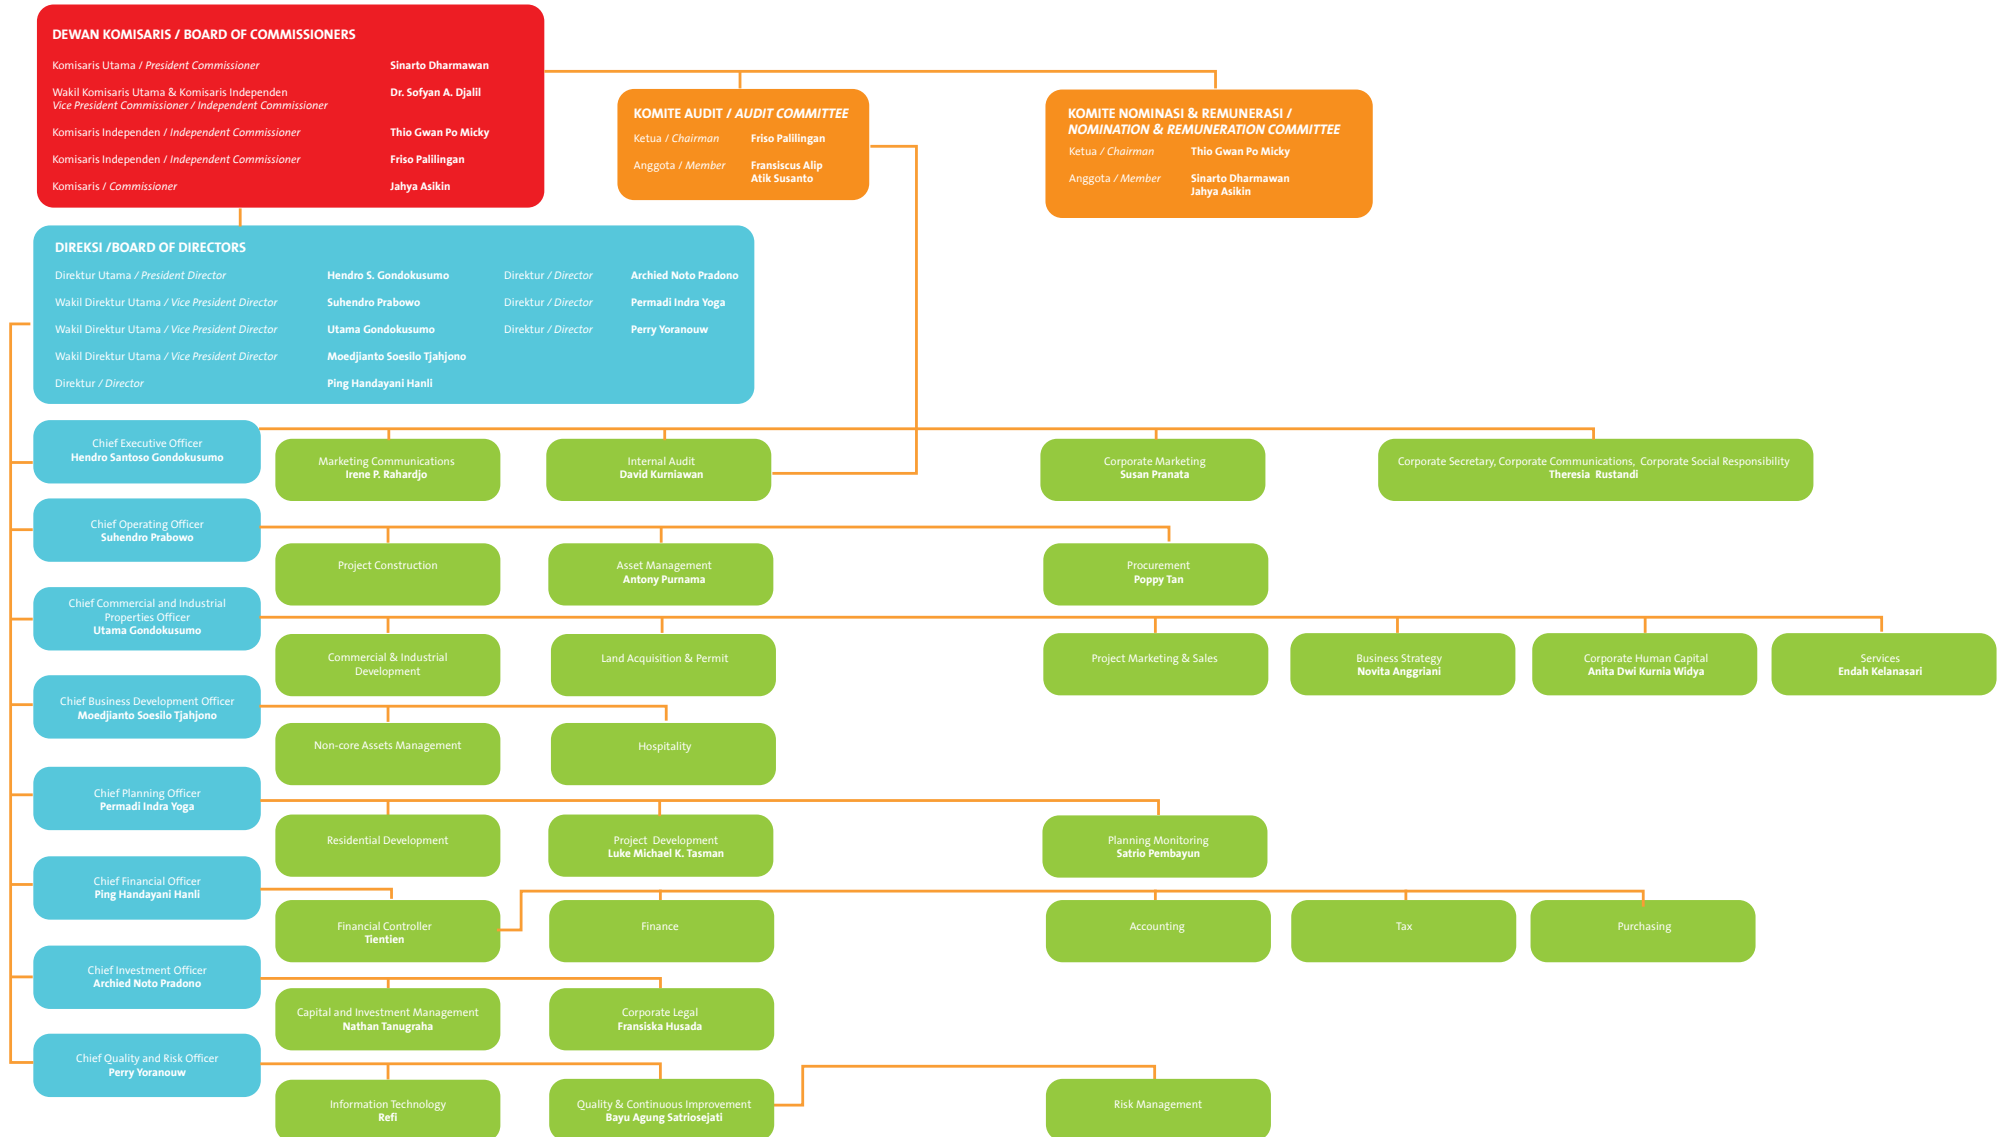 DEWAN KOMISARIS / BOARD OF COMMISSIONERS
Komisaris Utama / President Commissioner Sinarto Dharmawan
Wakil Komisaris Utama & Komisaris Independen Dr. Sofyan A. Djalil
Vice President Commissioner / Independent Commissioner
Komisaris Independen / Independent Commissioner Thio Gwan Po Micky
Komisaris Independen / Independent Commissioner Friso Palilingan
Komisaris / Commissioner Jahya Asikin
KOMITE AUDIT / AUDIT COMMITTEE
Ketua / Chairman Friso Palilingan
Anggota / Member Fransiscus Alip
Atik Susanto
KOMITE NOMINASI & REMUNERASI /
NOMINATION & REMUNERATION COMMITTEE
Ketua / Chairman Thio Gwan Po Micky
Anggota / Member Sinarto Dharmawan
Jahya Asikin
DIREKSI /BOARD OF DIRECTORS
Direktur Utama / President Director Hendro S. Gondokusumo Direktur / Director Archied Noto Pradono
Wakil Direktur Utama / Vice President Director Suhendro Prabowo Direktur / Director Permadi Indra Yoga
Wakil Direktur Utama / Vice President Director Utama Gondokusumo Direktur / Director Perry Yoranouw
Wakil Direktur Utama / Vice President Director Moedjianto Soesilo Tjahjono
Direktur / Director Ping Handayani Hanli
Chief Executive Officer
Hendro Santoso Gondokusumo
Marketing Communications
Irene P. Rahardjo
Internal Audit
David Kurniawan
Corporate Marketing
Susan Pranata
Corporate Secretary, Corporate Communications, Corporate Social Responsibility
Theresia Rustandi
Chief Operating Officer
Suhendro Prabowo
Project Construction
Asset Management
Antony Purnama
Procurement
Poppy Tan
Chief Commercial and Industrial
Properties Officer
Utama Gondokusumo
Commercial & Industrial
Development
Land Acquisition & Permit
Project Marketing & Sales
Business Strategy
Novita Anggriani
Corporate Human Capital
Anita Dwi Kurnia Widya
Services
Endah Kelanasari
Chief Business Development Officer
Moedjianto Soesilo Tjahjono
Non-core Assets Management
Hospitality
Chief Planning Officer
Permadi Indra Yoga
Residential Development
Project Development
Luke Michael K. Tasman
Planning Monitoring
Satrio Pembayun
Chief Financial Officer
Ping Handayani Hanli
Financial Controller
Tientien
Finance
Accounting
Tax
Purchasing
Chief Investment Officer
Archied Noto Pradono
Capital and Investment Management
Nathan Tanugraha
Corporate Legal
Fransiska Husada
Chief Quality and Risk Officer
Perry Yoranouw
Information Technology
Refi
Quality & Continuous Improvement
Bayu Agung Satriosejati
Risk Management